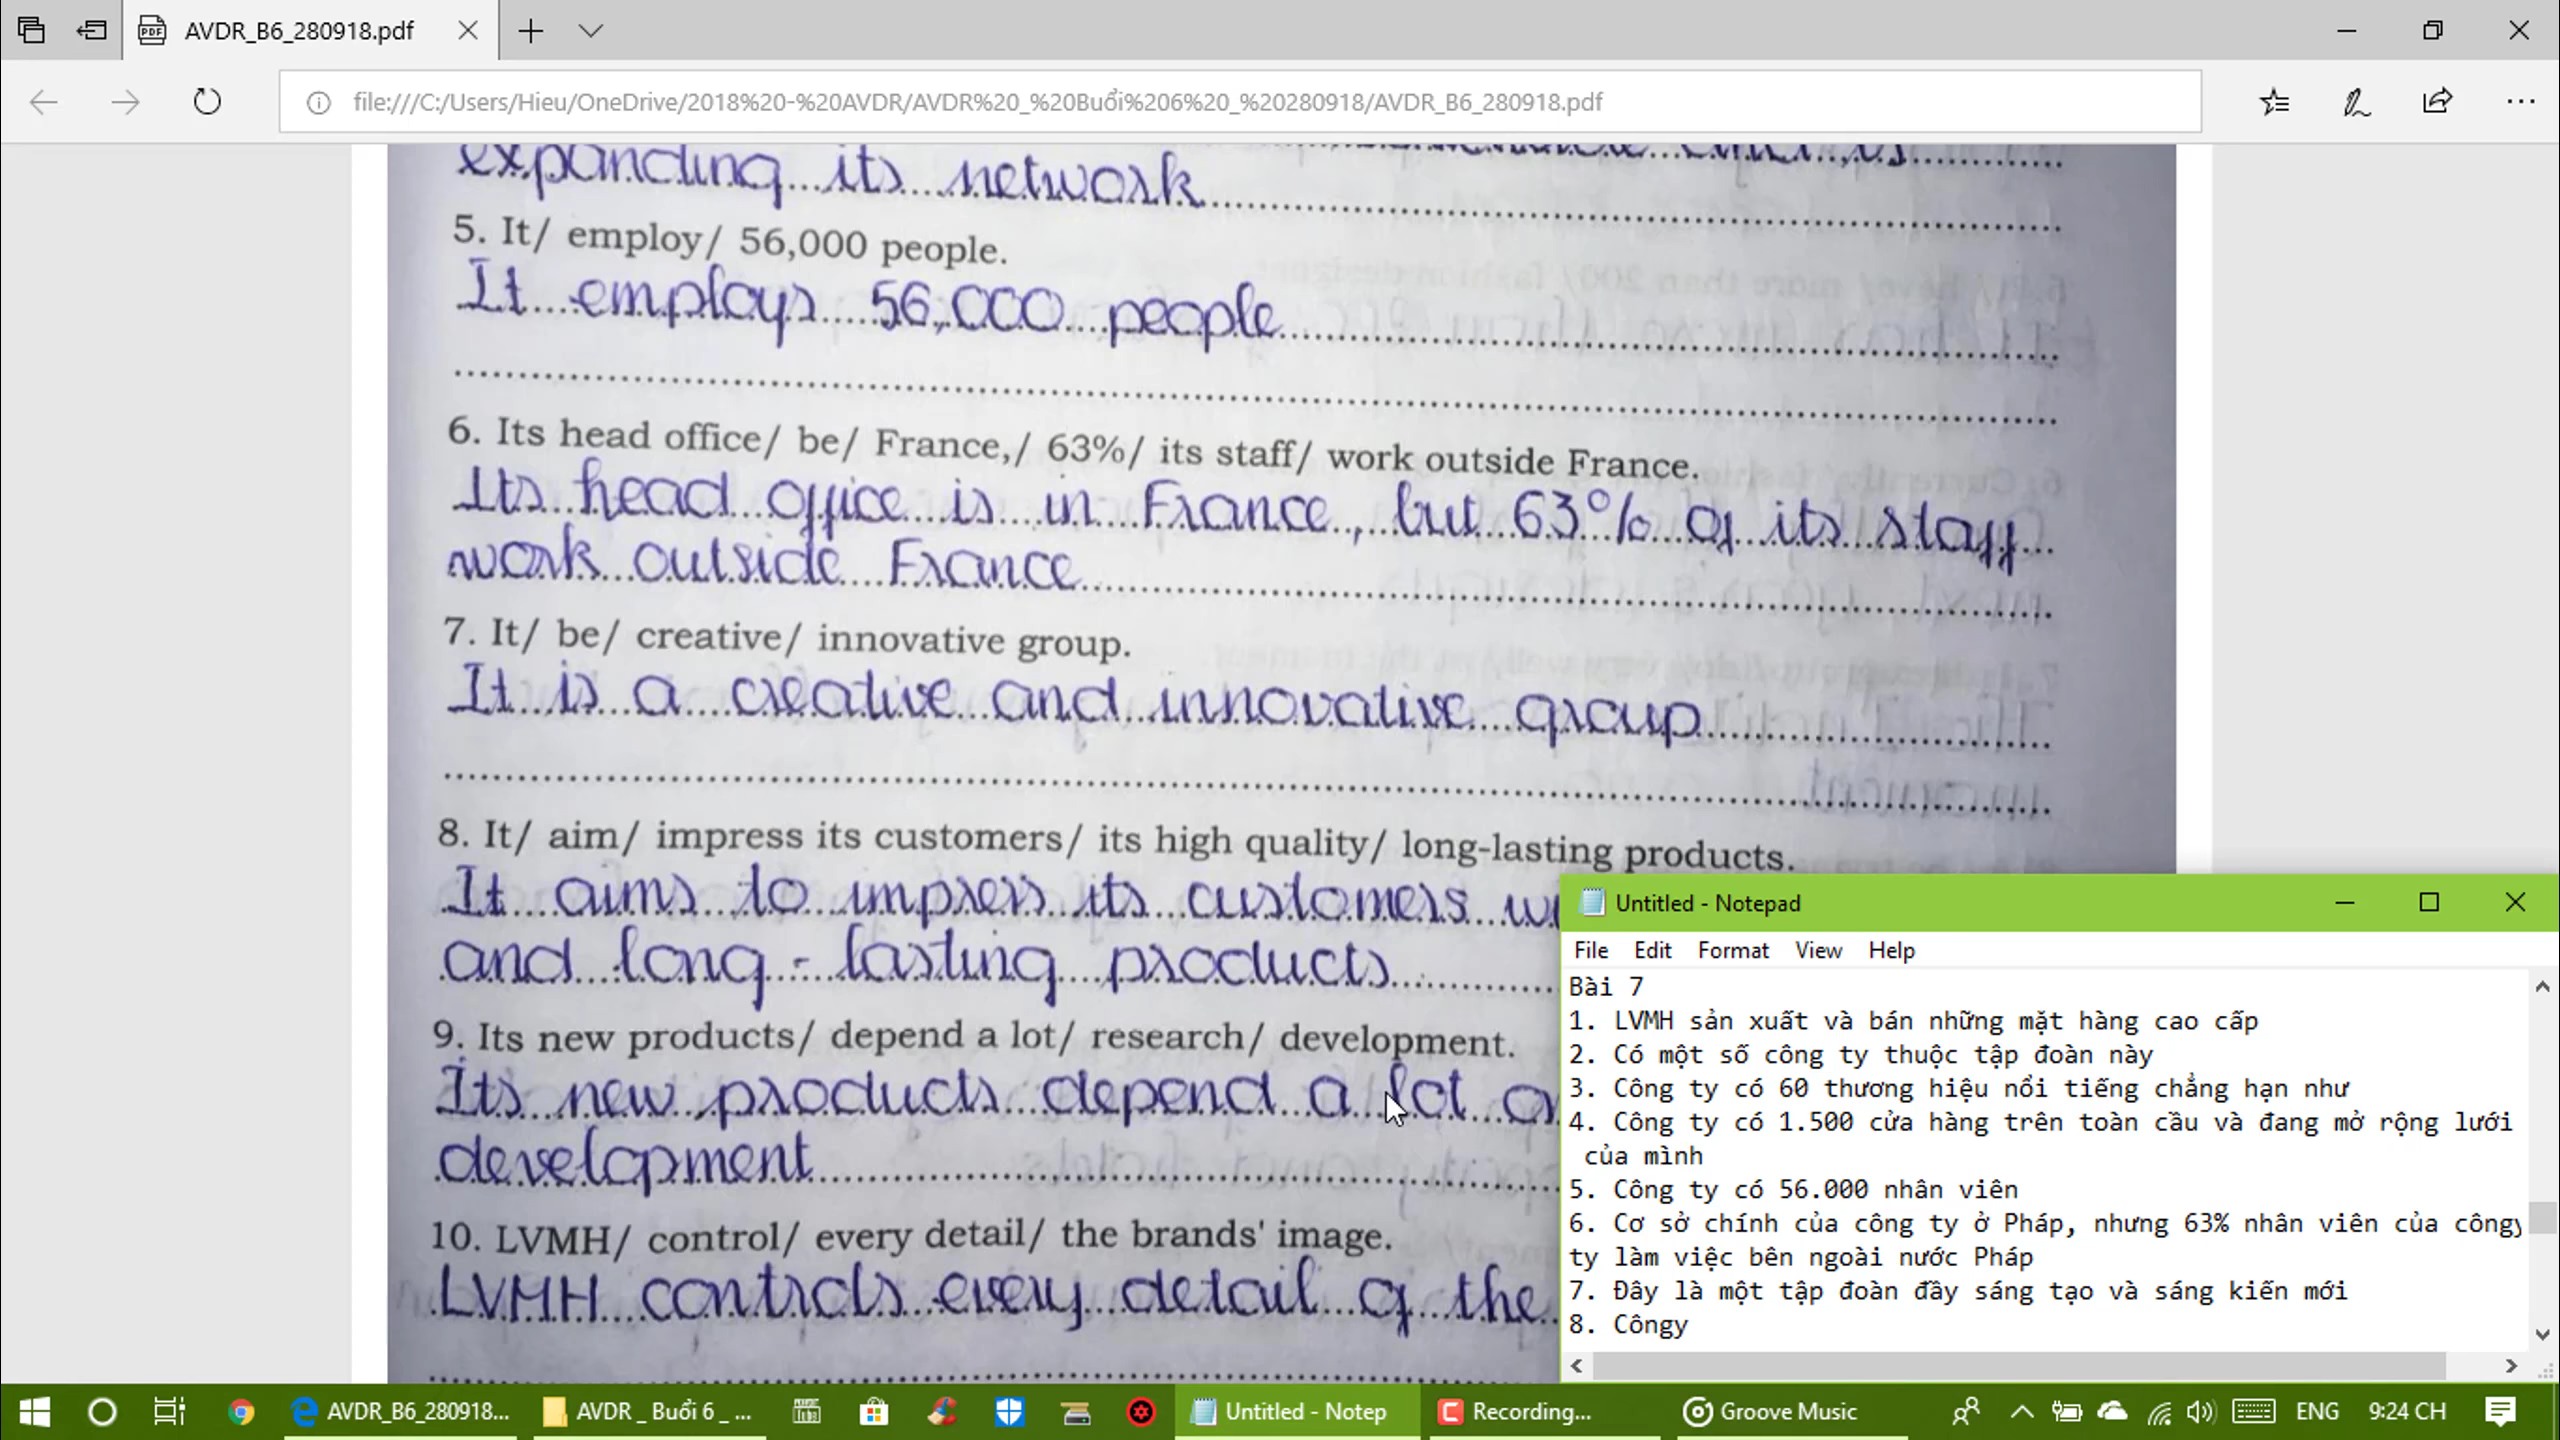 AVDR_B6_280918.pdf
file:///C:/Users/Hieu/OneDrive/2018%20-%20AVDR/AVDR%20_%20Buổi%206%20_%20280918/AVDR_B6_280918.pdf
expanding its network
5. It/ employ/ 56,000 people.
It employs 56,000 people
6. Its head office/ be/ France,/ 63%/ its staff/ work outside France.
Its head office is in France, but 63% of its staff
work outside France
7. It/ be/ creative/ innovative group.
It is a creative and innovative group
8. It/ aim/ impress its customers/ its high quality/ long-lasting products.
It aims to impress its customers
and long-lasting products
9. Its new products/ depend a lot/ research/ development.
Its new products depend a lot
development
10. LVMH/ control/ every detail/ the brands' image.
LVMH controls every detail of the
Untitled - Notepad
File Edit Format View Help
Bài 7
1. LVMH sản xuất và bán những mặt hàng cao cấp
2. Có một số công ty thuộc tập đoàn này
3. Công ty có 60 thương hiệu nổi tiếng chẳng hạn như
4. Công ty có 1.500 cửa hàng trên toàn cầu và đang mở rộng lưới
của mình
5. Công ty có 56.000 nhân viên
6. Cơ sở chính của công ty ở Pháp, nhưng 63% nhân viên của côngy
ty làm việc bên ngoài nước Pháp
7. Đây là một tập đoàn đầy sáng tạo và sáng kiến mới
8. Côngy
AVDR_B6_280918... AVDR _ Buổi 6 _ ... Untitled - Notep Recording... Groove Music ENG 9:24 CH